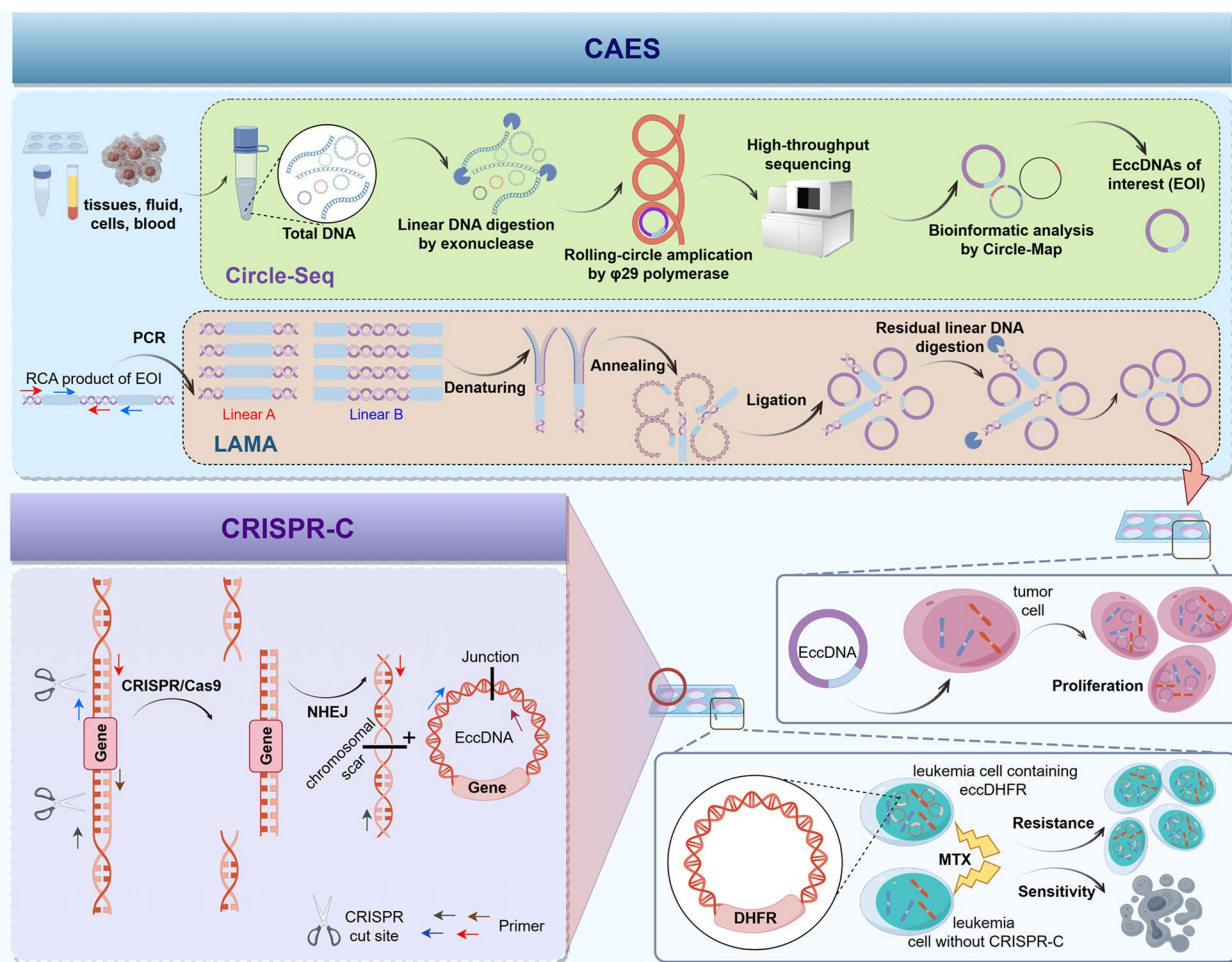 CAES
tissues, fluid,
cells, blood
Total DNA
Linear DNA digestion
by exonuclease
Rolling-circle amplication
by φ29 polymerase
High-throughput
sequencing
Bioinformatic analysis
by Circle-Map
EccDNAs of
interest (EOI)
Circle-Seq
PCR
RCA product of EOI
Linear A
Linear B
Denaturing
Annealing
Ligation
Residual linear DNA
digestion
LAMA
CRISPR-C
CRISPR/Cas9
Gene
Gene
NHEJ
chromosomal
scar
+
Junction
EccDNA
Gene
CRISPR
cut site
Primer
EccDNA
tumor
cell
Proliferation
DHFR
leukemia cell containing
eccDHFR
MTX
Resistance
Sensitivity
leukemia
cell without CRISPR-C